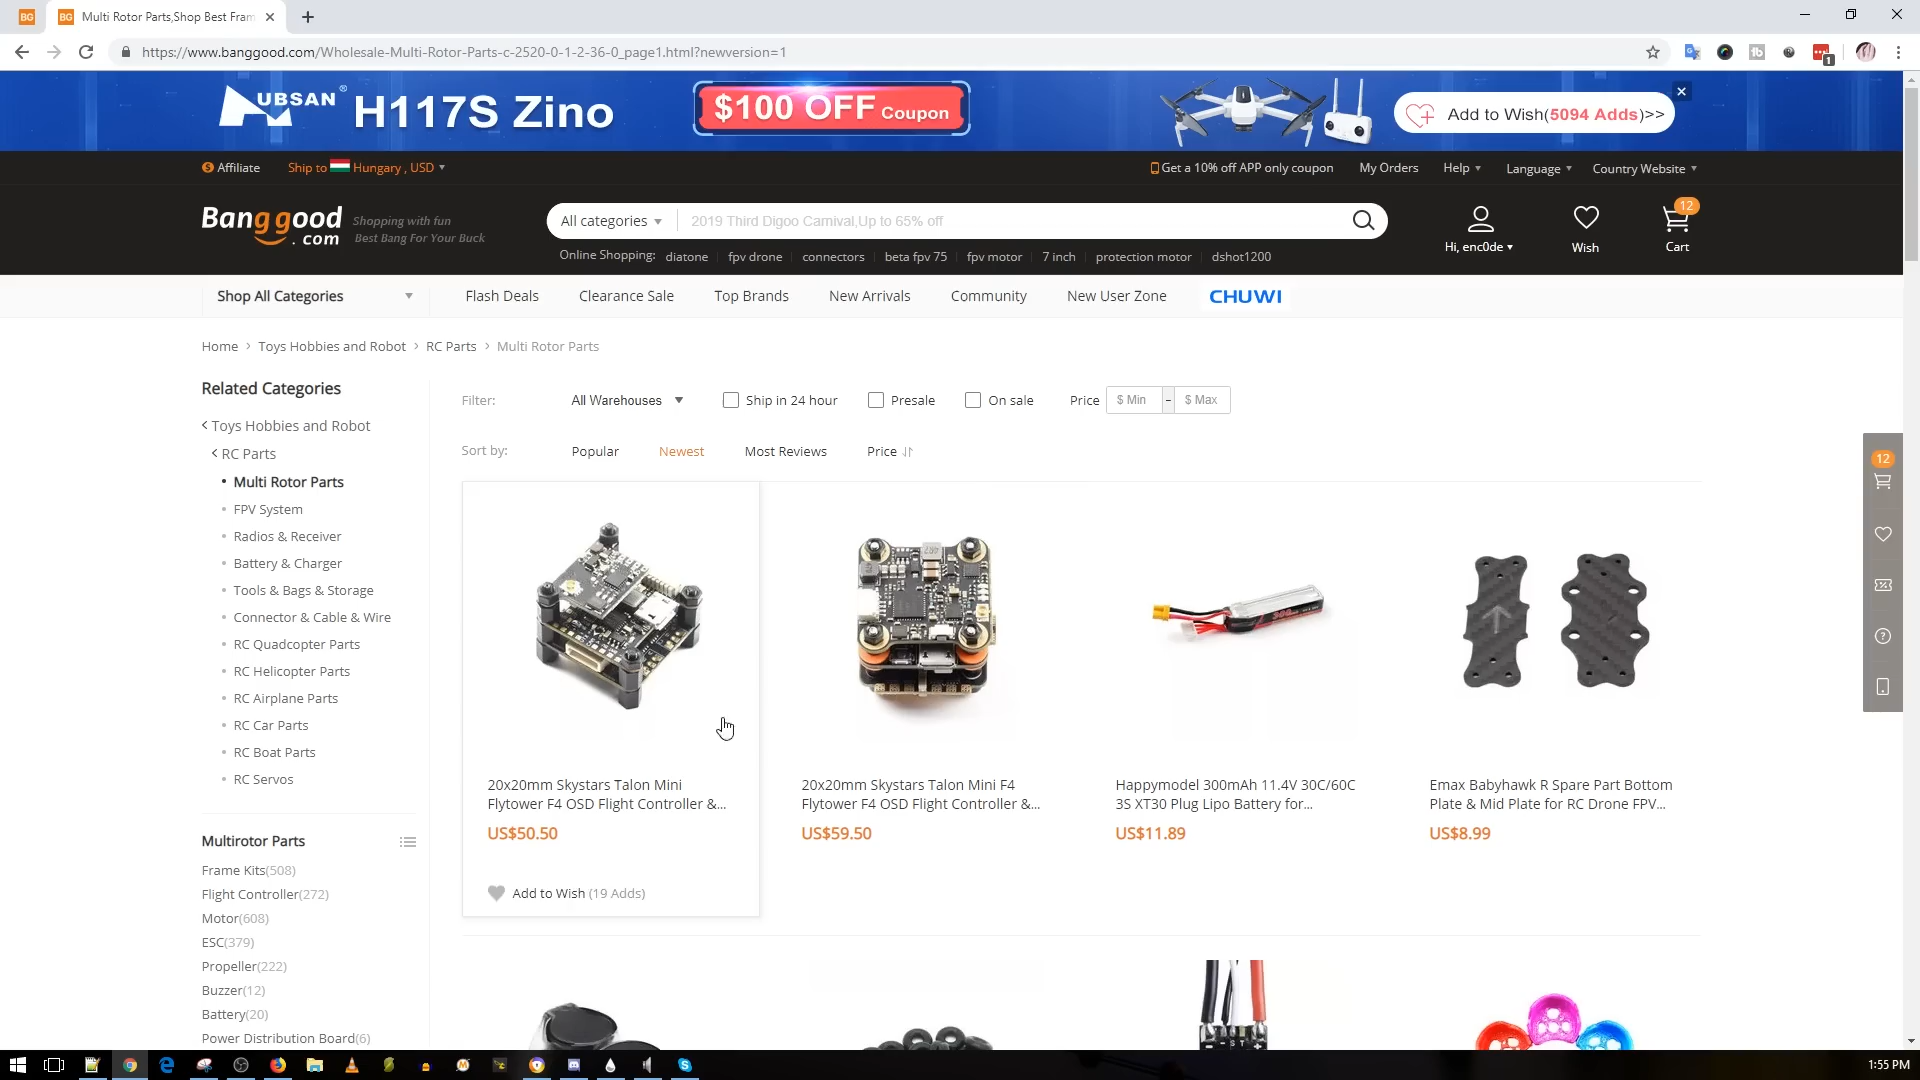 BG
BG Multi Rotor Parts,Shop Best Fram
https://www.banggood.com/Wholesale-Multi-Rotor-Parts-c-2520-0-1-2-36-0_page1.html?newversion=1
1
HUBSAN® H117S Zino
$100 OFF Coupon
Add to Wish(5094 Adds)>>
Affiliate
Ship to Hungary , USD
Get a 10% off APP only coupon
My Orders
Help
Language
Country Website
Banggood.com
Shopping with fun
Best Bang For Your Buck
All categories
2019 Third Digoo Carnival,Up to 65% off
Hi, enc0de
Wish
12
Cart
Online Shopping: diatone fpv drone connectors beta fpv 75 fpv motor 7 inch protection motor dshot1200
Shop All Categories
Flash Deals
Clearance Sale
Top Brands
New Arrivals
Community
New User Zone
CHUWI
Home > Toys Hobbies and Robot > RC Parts > Multi Rotor Parts
Related Categories
< Toys Hobbies and Robot
< RC Parts
• Multi Rotor Parts
FPV System
Radios & Receiver
Battery & Charger
Tools & Bags & Storage
Connector & Cable & Wire
RC Quadcopter Parts
RC Helicopter Parts
RC Airplane Parts
RC Car Parts
RC Boat Parts
RC Servos
Multirotor Parts
Frame Kits(508)
Flight Controller(272)
Motor(608)
ESC(379)
Propeller(222)
Buzzer(12)
Battery(20)
Power Distribution Board(6)
Filter:
All Warehouses
Ship in 24 hour
Presale
On sale
Price $ Min - $ Max
Sort by:
Popular
Newest
Most Reviews
Price
20x20mm Skystars Talon Mini
Flytower F4 OSD Flight Controller &...
US$50.50
Add to Wish (19 Adds)
20x20mm Skystars Talon Mini F4
Flytower F4 OSD Flight Controller &...
US$59.50
Happymodel 300mAh 11.4V 30C/60C
3S XT30 Plug Lipo Battery for...
US$11.89
Emax Babyhawk R Spare Part Bottom
Plate & Mid Plate for RC Drone FPV...
US$8.99
12
1:55 PM